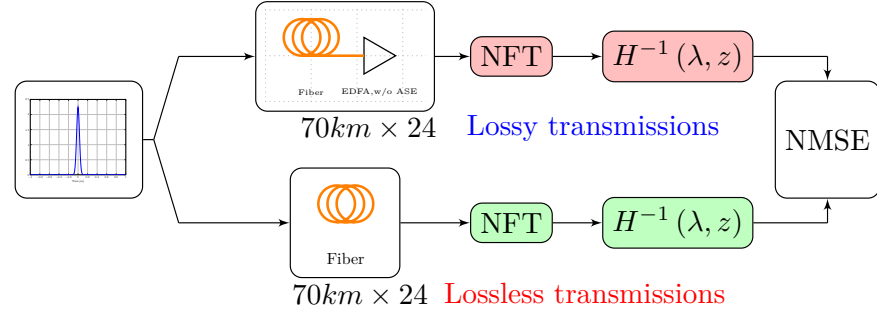 Fiber
EDFA,w/o ASE
NFT
H⁻¹ (λ, z)
70km × 24
Lossy transmissions
NMSE
Fiber
NFT
H⁻¹ (λ, z)
70km × 24
Lossless transmissions